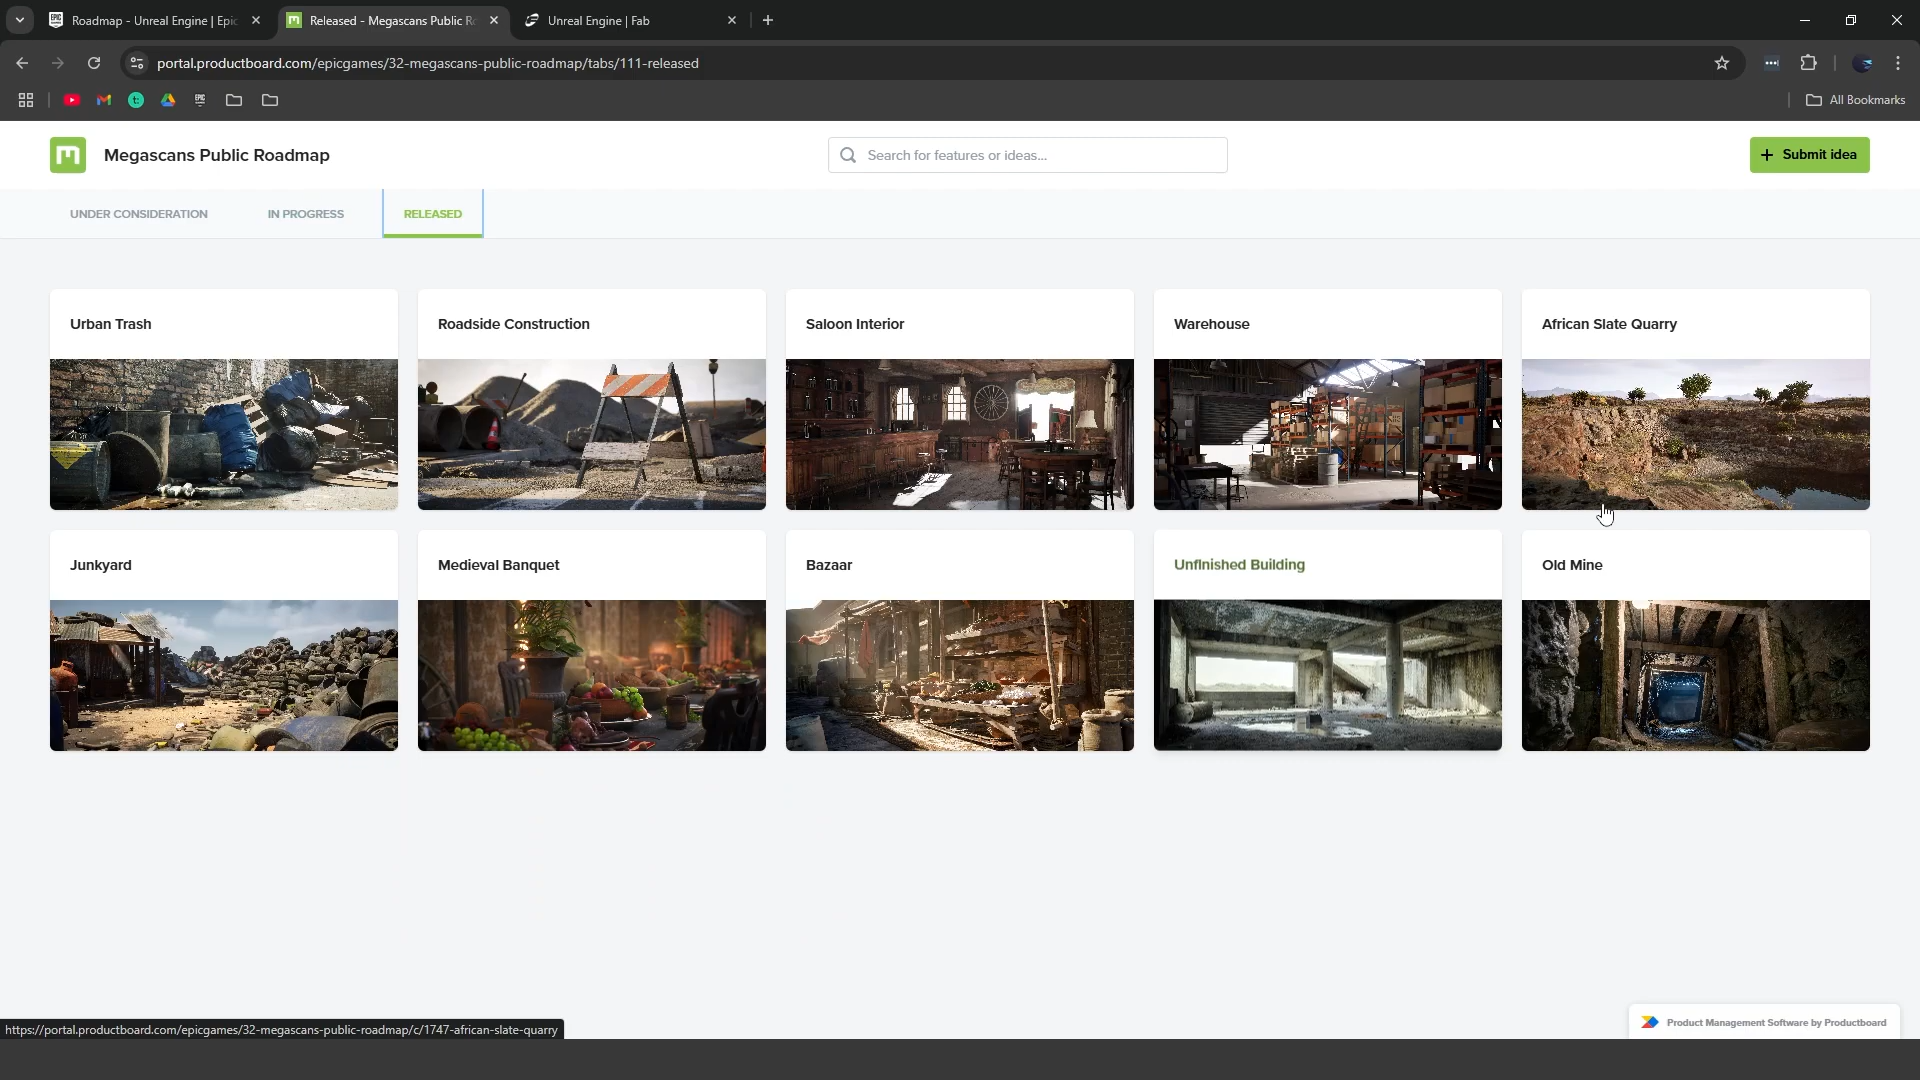 Roadmap - Unreal Engine | Epic
Released - Megascans Public R
Unreal Engine | Fab
portal.productboard.com/epicgames/32-megascans-public-roadmap/tabs/111-released
All Bookmarks
Megascans Public Roadmap
Search for features or ideas...
Submit idea
UNDER CONSIDERATION
IN PROGRESS
RELEASED
Urban Trash
Roadside Construction
Saloon Interior
Warehouse
African Slate Quarry
Junkyard
Medieval Banquet
Bazaar
Unfinished Building
Old Mine
https://portal.productboard.com/epicgames/32-megascans-public-roadmap/c/1747-african-slate-quarry
Product Management Software by Productboard